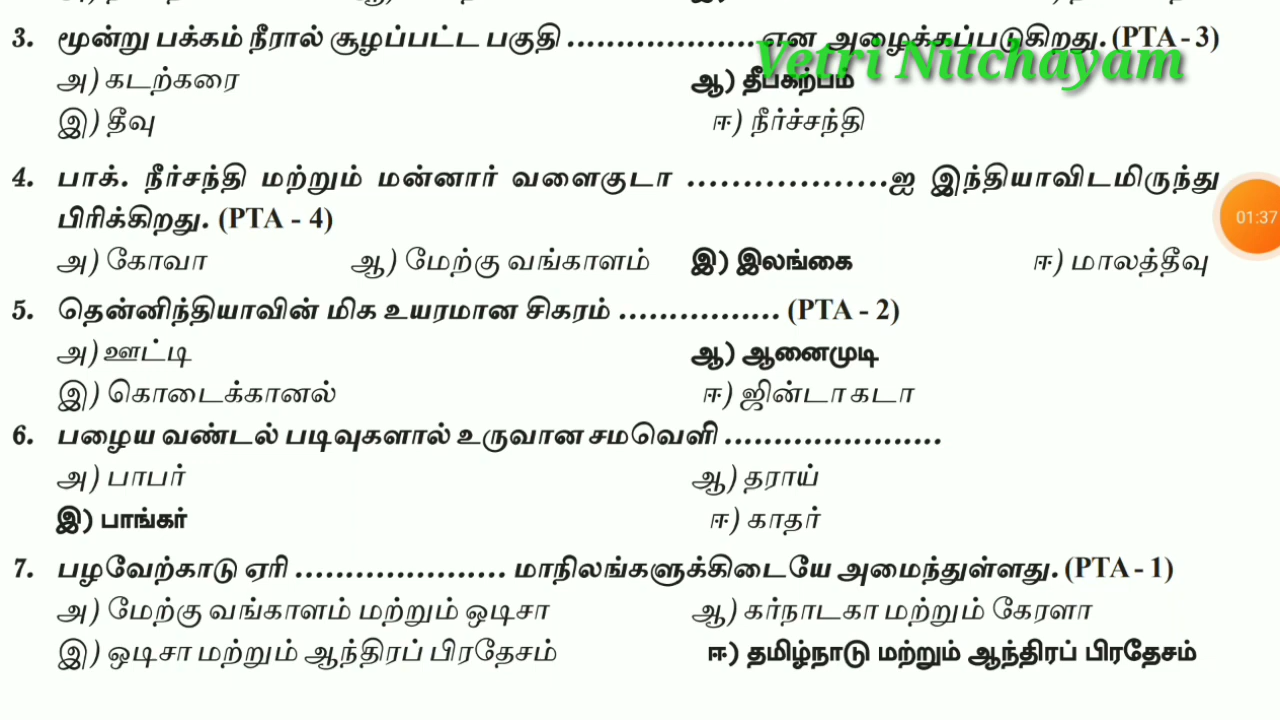 3. மூன்று பக்கம் நீரால் சூழப்பட்ட பகுதி ..................... என அழைக்கப்படுகிறது. (PTA - 3)
Vetri Nitchayam
அ) கடற்கரை ஆ) தீபகற்பம்
இ) தீவு ஈ) நீர்ச்சந்தி
4. பாக். நீர்சந்தி மற்றும் மன்னார் வளைகுடா ..................ஐ இந்தியாவிடமிருந்து
பிரிக்கிறது. (PTA - 4)
01:37
அ) கோவா ஆ) மேற்கு வங்காளம் இ) இலங்கை ஈ) மாலத்தீவு
5. தென்னிந்தியாவின் மிக உயரமான சிகரம் ................ (PTA - 2)
அ) ஊட்டி ஆ) ஆனைமுடி
இ) கொடைக்கானல் ஈ) ஜின்டாகடா
6. பழைய வண்டல் படிவுகளால் உருவான சமவெளி ......................
அ) பாபர் ஆ) தராய்
இ) பாங்கர் ஈ) காதர்
7. பழவேற்காடு ஏரி ..................... மாநிலங்களுக்கிடையே அமைந்துள்ளது. (PTA - 1)
அ) மேற்கு வங்காளம் மற்றும் ஒடிசா ஆ) கர்நாடகா மற்றும் கேரளா
இ) ஒடிசா மற்றும் ஆந்திரப் பிரதேசம் ஈ) தமிழ்நாடு மற்றும் ஆந்திரப் பிரதேசம்